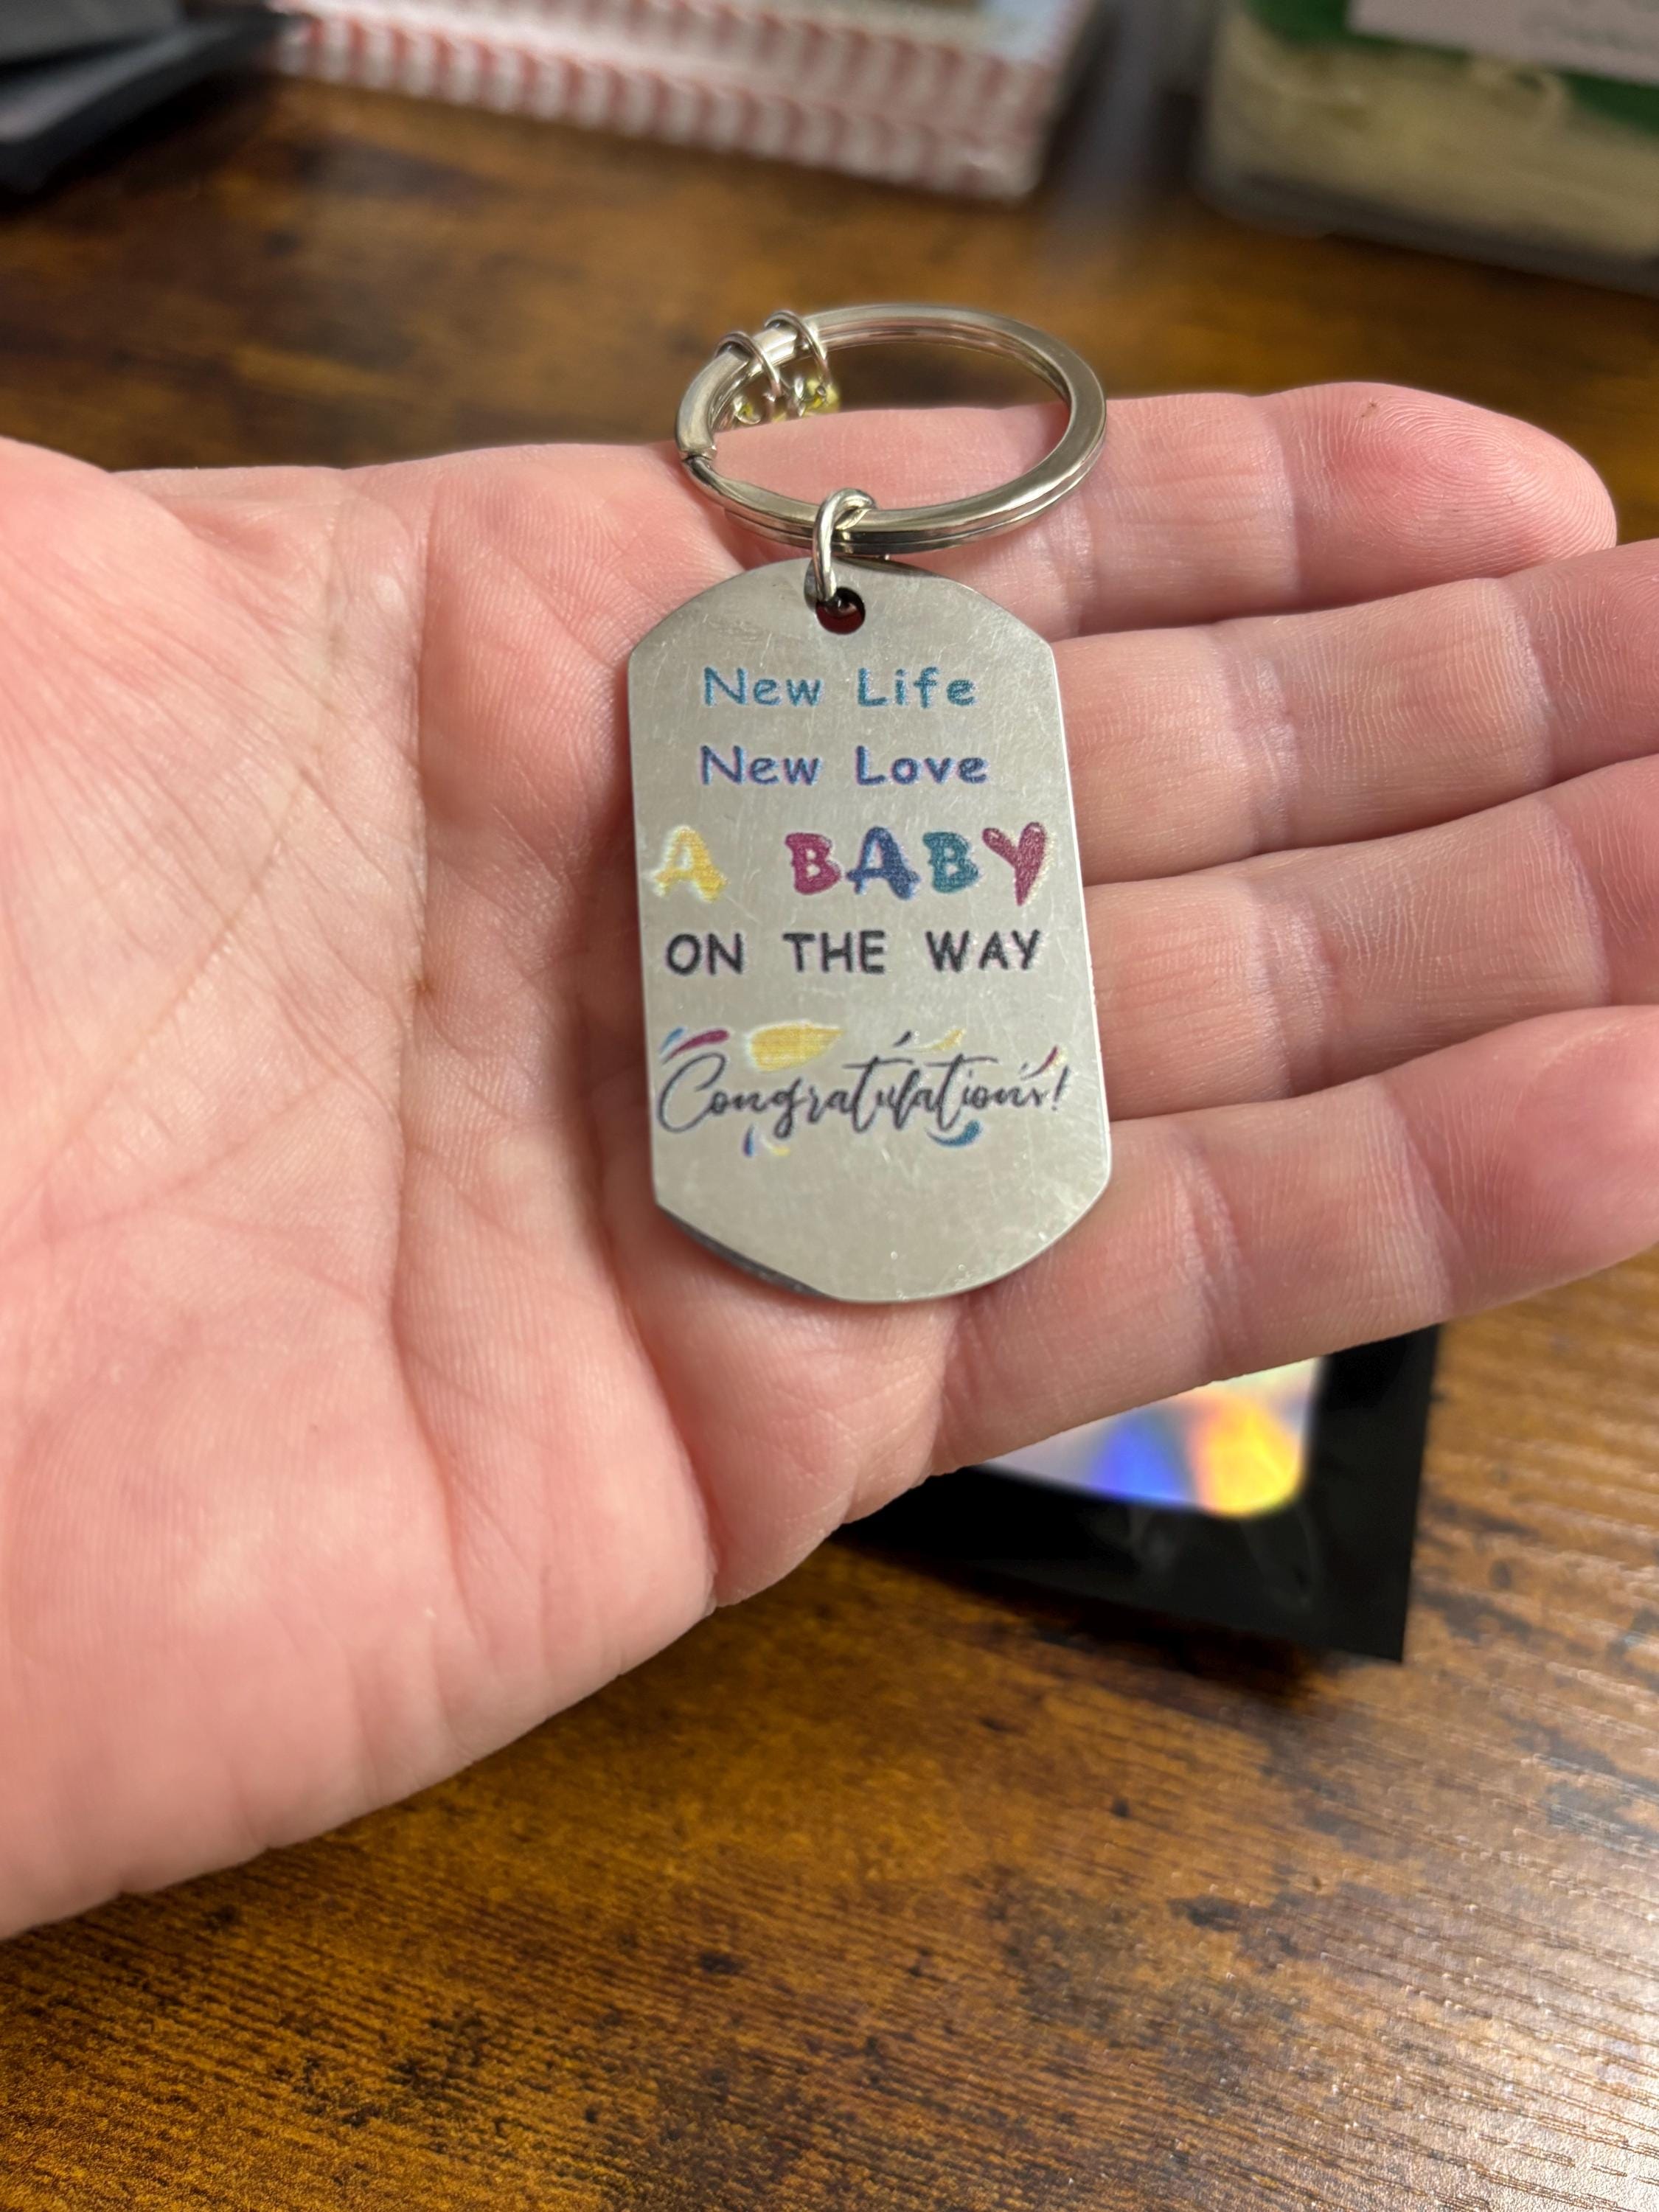 New Life
New Love
A BABY
ON THE WAY
Congratulations!